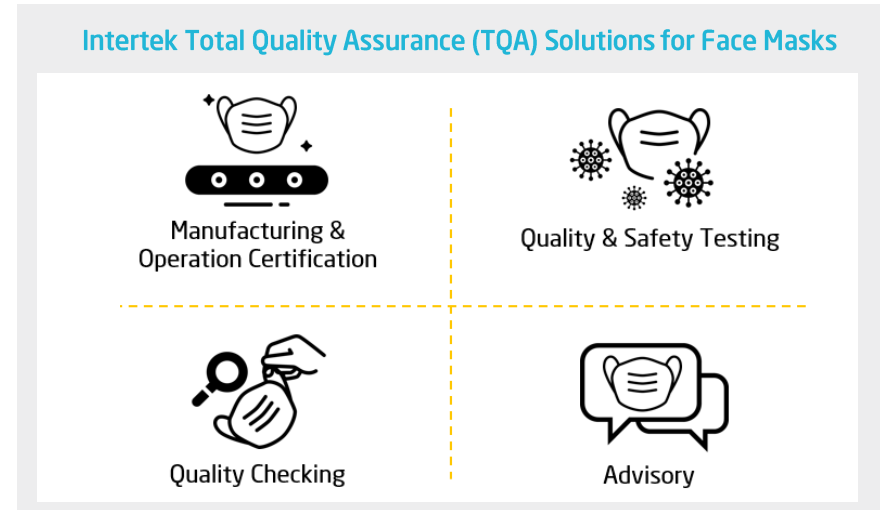 Intertek Total Quality Assurance (TQA) Solutions for Face Masks
Manufacturing &
Operation Certification
Quality & Safety Testing
Quality Checking
Advisory